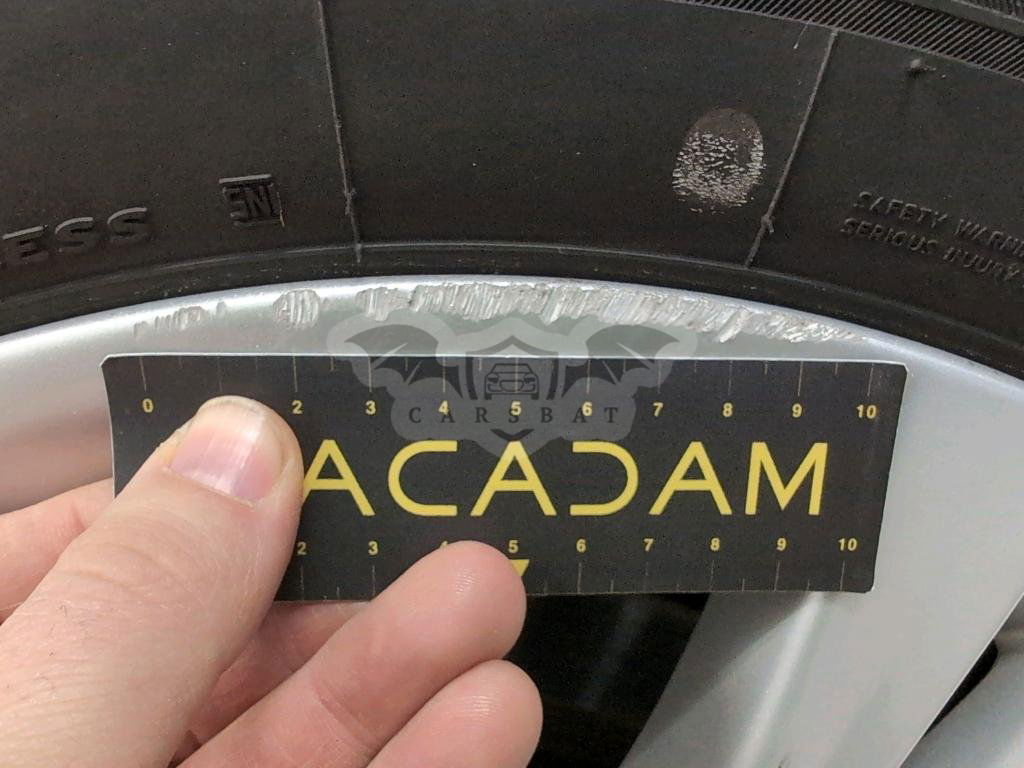 ESS
SAFETY WARNIN
SERIOUS INJURY
0 2 3 4 5 6 7 8 9 10
CARSBAT
ACADAM
2 3 4 5 6 7 8 9 10